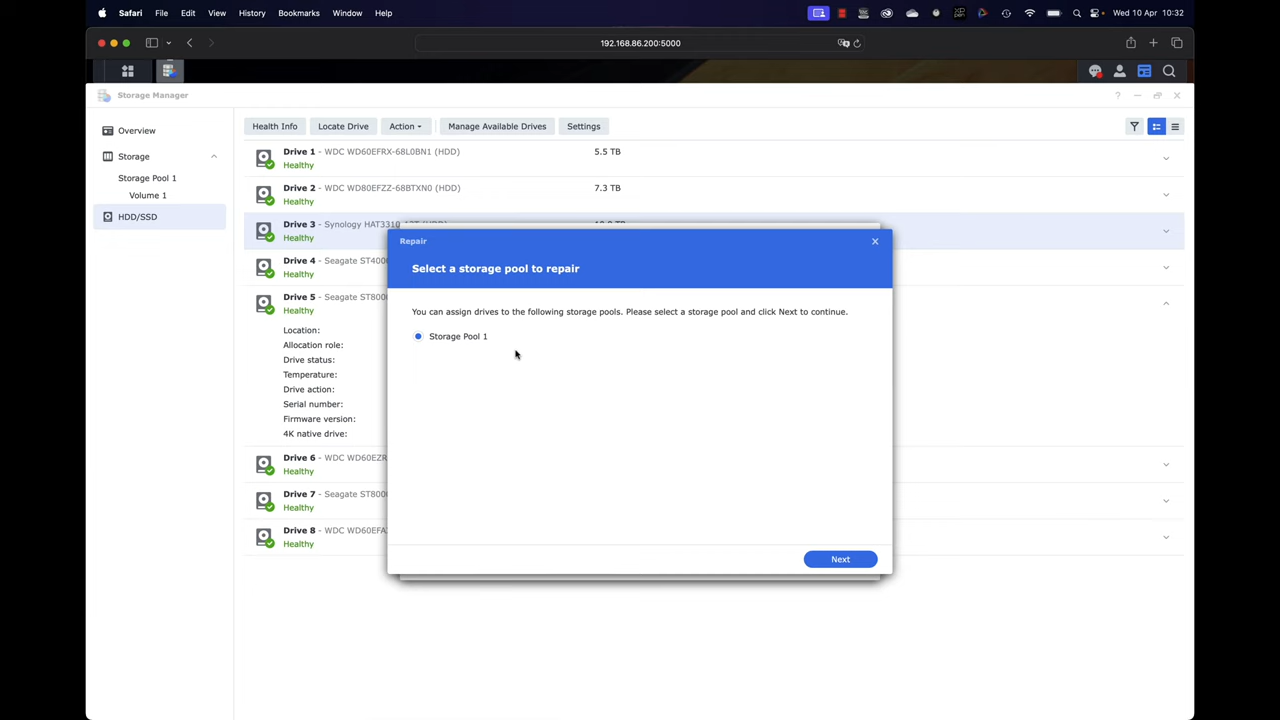 Safari File Edit View History Bookmarks Window Help
Wed 10 Apr 10:32
192.168.86.200:5000
Storage Manager
Overview
Storage
Storage Pool 1
Volume 1
HDD/SSD
Health Info Locate Drive Action Manage Available Drives Settings
Drive 1 - WDC WD60EFRX-68L0BN1 (HDD) 5.5 TB
Healthy
Drive 2 - WDC WD80EFZZ-68BTXN0 (HDD) 7.3 TB
Healthy
Drive 3 - Synology HAT3310
Healthy
Drive 4 - Seagate ST400
Healthy
Drive 5 - Seagate ST800
Healthy
Location:
Allocation role:
Drive status:
Temperature:
Drive action:
Serial number:
Firmware version:
4K native drive:
Drive 6 - WDC WD60EZR
Healthy
Drive 7 - Seagate ST800
Healthy
Drive 8 - WDC WD60EFA
Healthy
Repair
Select a storage pool to repair
You can assign drives to the following storage pools. Please select a storage pool and click Next to continue.
Storage Pool 1
Next